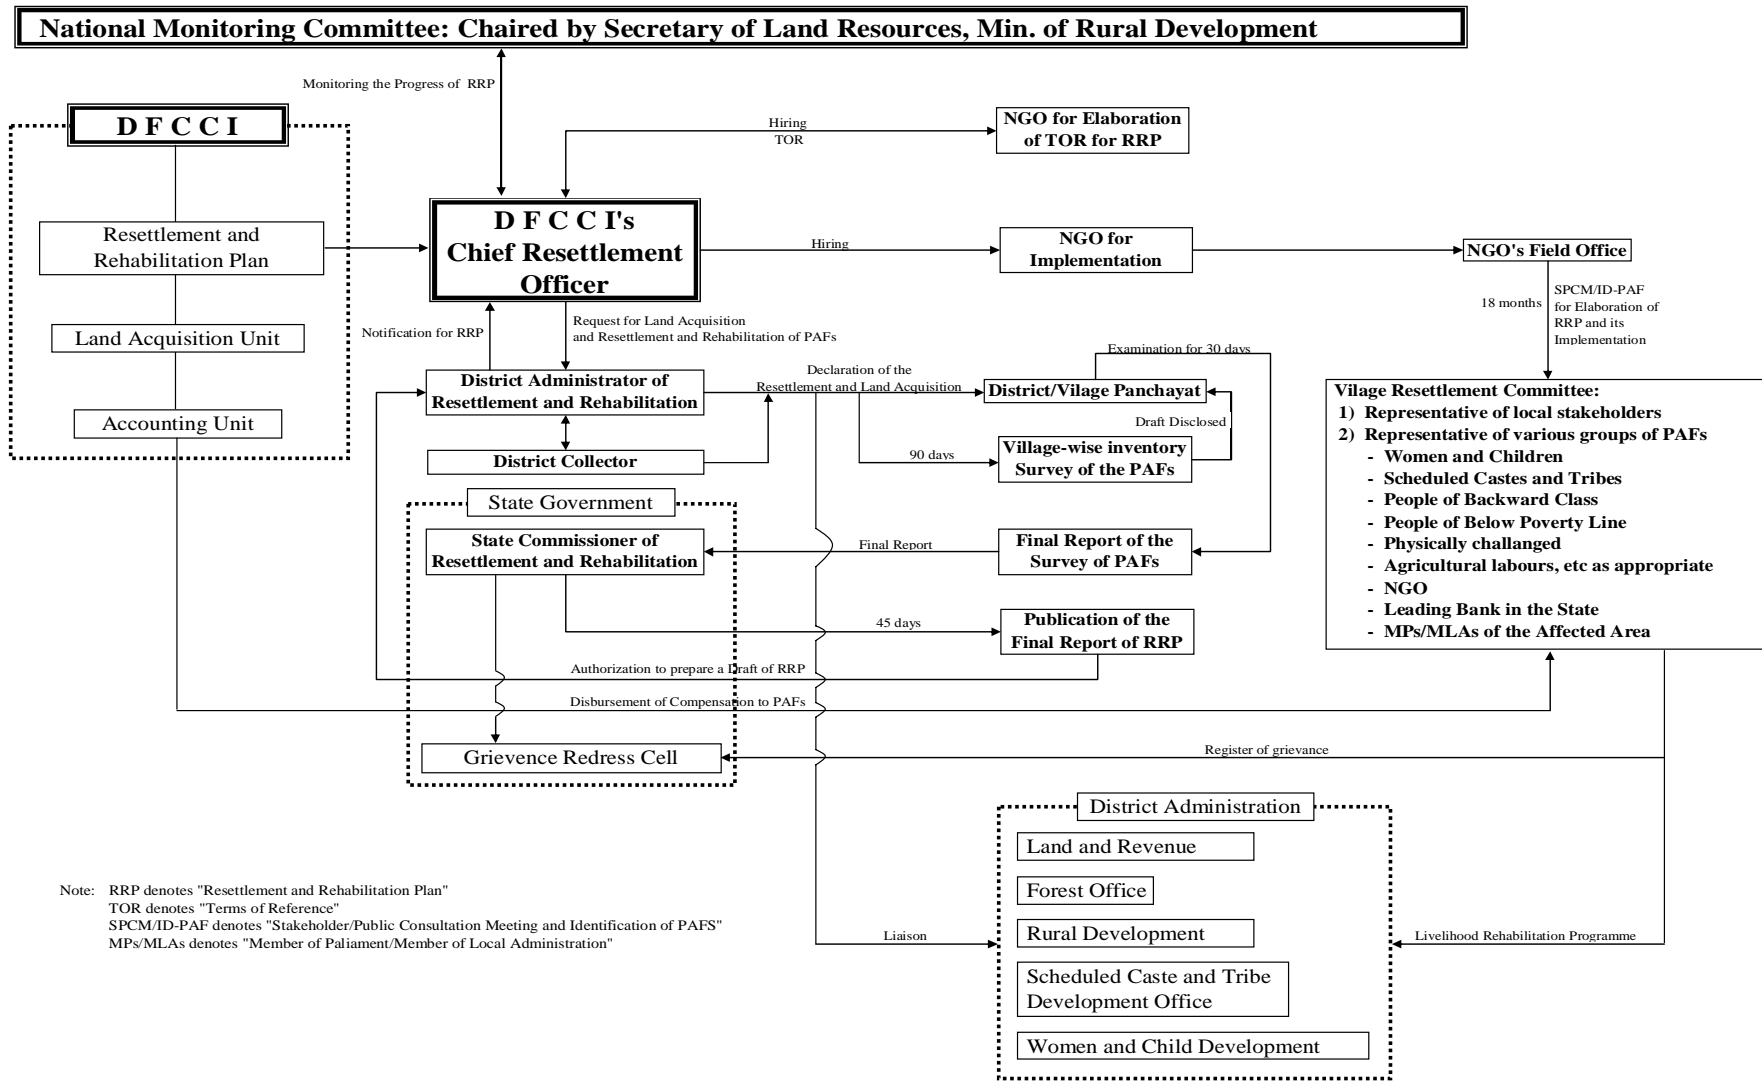 National Monitoring Committee: Chaired by Secretary of Land Resources, Min. of Rural Development
Monitoring the Progress of RRP
D F C C I
Hiring
TOR
NGO for Elaboration
of TOR for RRP
Resettlement and
Rehabilitation Plan
D F C C I's
Chief Resettlement
Officer
Hiring
NGO for
Implementation
NGO's Field Office
18 months
SPCM/ID-PAF
for Elaboration of
RRP and its
Implementation
Land Acquisition Unit
Notification for RRP
Request for Land Acquisition
and Resettlement and Rehabilitation of PAFs
Accounting Unit
District Administrator of
Resettlement and Rehabilitation
Declaration of the
Resettlement and Land Acquisition
Examination for 30 days
District/Vilage Panchayat
Draft Disclosed
District Collector
90 days
Village-wise inventory
Survey of the PAFs
Vilage Resettlement Committee:
1) Representative of local stakeholders
2) Representative of various groups of PAFs
- Women and Children
- Scheduled Castes and Tribes
- People of Backward Class
- People of Below Poverty Line
- Physically challanged
- Agricultural labours, etc as appropriate
- NGO
- Leading Bank in the State
- MPs/MLAs of the Affected Area
State Government
State Commissioner of
Resettlement and Rehabilitation
Final Report
Final Report of the
Survey of PAFs
45 days
Publication of the
Final Report of RRP
Authorization to prepare a Draft of RRP
Disbursement of Compensation to PAFs
Grievence Redress Cell
Register of grievance
District Administration
Land and Revenue
Forest Office
Rural Development
Scheduled Caste and Tribe
Development Office
Women and Child Development
Liaison
Livelihood Rehabilitation Programme
Note: RRP denotes "Resettlement and Rehabilitation Plan"
TOR denotes "Terms of Reference"
SPCM/ID-PAF denotes "Stakeholder/Public Consultation Meeting and Identification of PAFS"
MPs/MLAs denotes "Member of Paliament/Member of Local Administration"